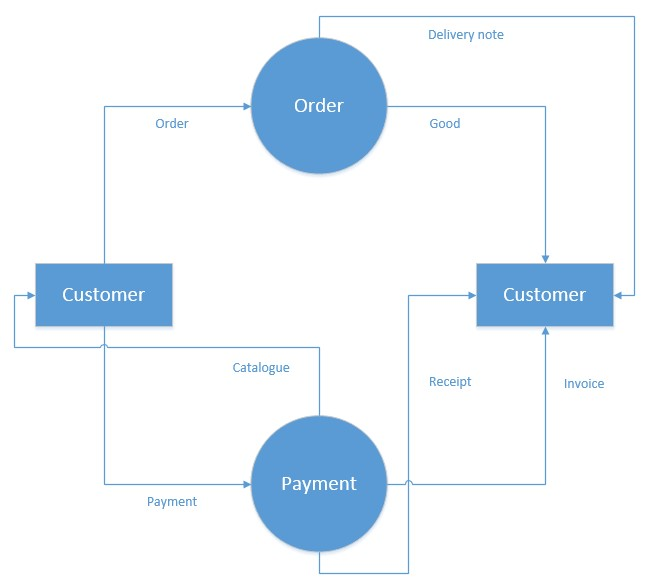 Delivery note
Order
Order
Good
Customer
Customer
Catalogue
Receipt
Invoice
Payment
Payment